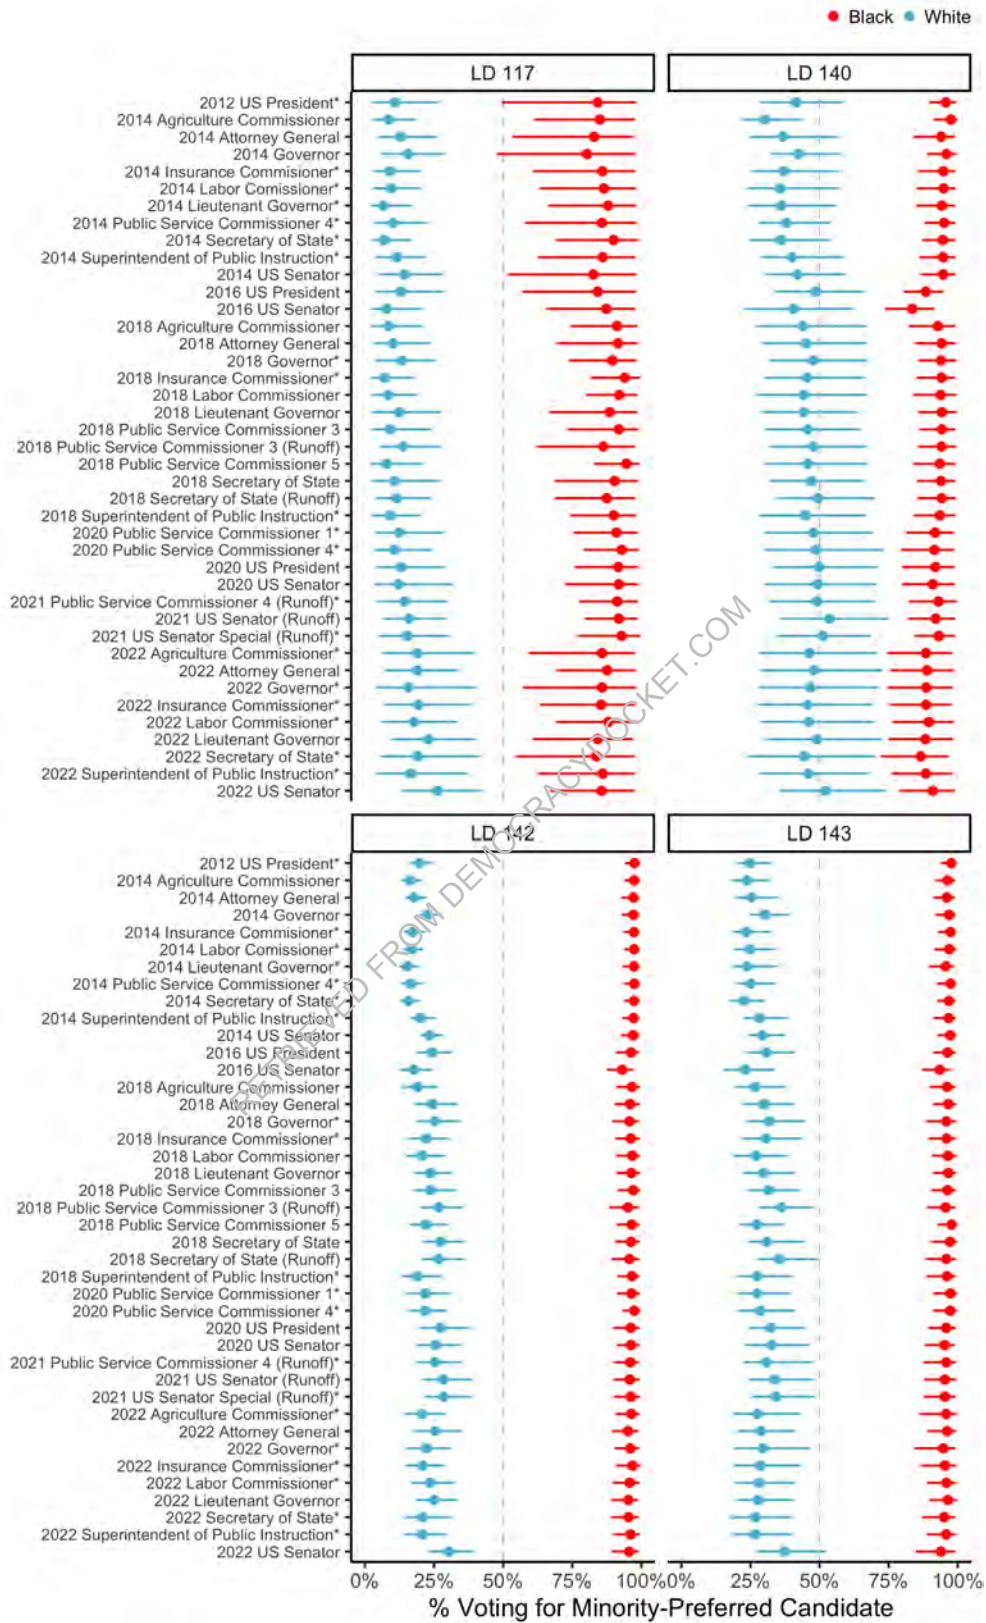 Black White
LD 117 LD 140
2012 US President*
2014 Agriculture Commissioner
2014 Attorney General
2014 Governor
2014 Insurance Commisioner*
2014 Labor Comissioner*
2014 Lieutenant Governor*
2014 Public Service Commissioner 4*
2014 Secretary of State*
2014 Superintendent of Public Instruction*
2014 US Senator
2016 US President
2016 US Senator
2018 Agriculture Commissioner
2018 Attorney General
2018 Governor*
2018 Insurance Commissioner*
2018 Labor Commissioner
2018 Lieutenant Governor
2018 Public Service Commissioner 3
2018 Public Service Commissioner 3 (Runoff)
2018 Public Service Commissioner 5
2018 Secretary of State
2018 Secretary of State (Runoff)
2018 Superintendent of Public Instruction*
2020 Public Service Commissioner 1*
2020 Public Service Commissioner 4*
2020 US President
2020 US Senator
2021 Public Service Commissioner 4 (Runoff)*
2021 US Senator (Runoff)
2021 US Senator Special (Runoff)*
2022 Agriculture Commissioner*
2022 Attorney General
2022 Governor*
2022 Insurance Commissioner*
2022 Labor Commissioner*
2022 Lieutenant Governor
2022 Secretary of State*
2022 Superintendent of Public Instruction*
2022 US Senator
LD 142 LD 143
2012 US President*
2014 Agriculture Commissioner
2014 Attorney General
2014 Governor
2014 Insurance Commisioner*
2014 Labor Comissioner*
2014 Lieutenant Governor*
2014 Public Service Commissioner 4*
2014 Secretary of State*
2014 Superintendent of Public Instruction*
2014 US Senator
2016 US President
2016 US Senator
2018 Agriculture Commissioner
2018 Attorney General
2018 Governor*
2018 Insurance Commissioner*
2018 Labor Commissioner
2018 Lieutenant Governor
2018 Public Service Commissioner 3
2018 Public Service Commissioner 3 (Runoff)
2018 Public Service Commissioner 5
2018 Secretary of State
2018 Secretary of State (Runoff)
2018 Superintendent of Public Instruction*
2020 Public Service Commissioner 1*
2020 Public Service Commissioner 4*
2020 US President
2020 US Senator
2021 Public Service Commissioner 4 (Runoff)*
2021 US Senator (Runoff)
2021 US Senator Special (Runoff)*
2022 Agriculture Commissioner*
2022 Attorney General
2022 Governor*
2022 Insurance Commissioner*
2022 Labor Commissioner*
2022 Lieutenant Governor
2022 Secretary of State*
2022 Superintendent of Public Instruction*
2022 US Senator
0% 25% 50% 75% 100% 0% 25% 50% 75% 100%
% Voting for Minority-Preferred Candidate
RETRIEVED FROM DEMOCRACYDOCKET.COM